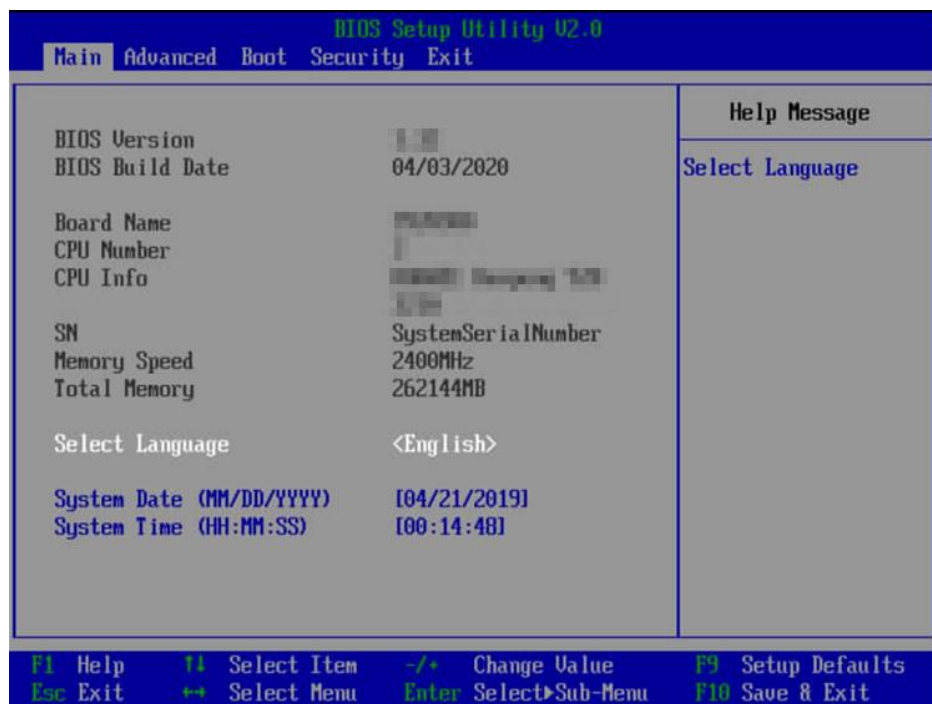 BIOS Setup Utility V2.0
Main Advanced Boot Security Exit
Help Message
Select Language
BIOS Version
BIOS Build Date 04/03/2020
Board Name
CPU Number
CPU Info
SN SystemSerialNumber
Memory Speed 2400MHz
Total Memory 262144MB
Select Language <English>
System Date (MM/DD/YYYY) [04/21/2019]
System Time (HH:MM:SS) [00:14:48]
F1 Help ↑↓ Select Item -/+ Change Value F9 Setup Defaults
Esc Exit ↔ Select Menu Enter Select▶Sub-Menu F10 Save & Exit